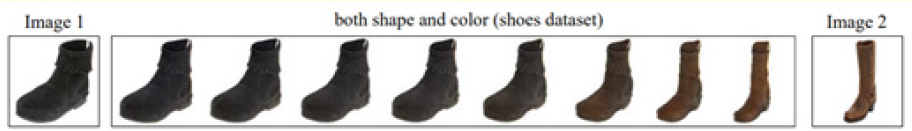 Image 1
both shape and color (shoes dataset)
Image 2